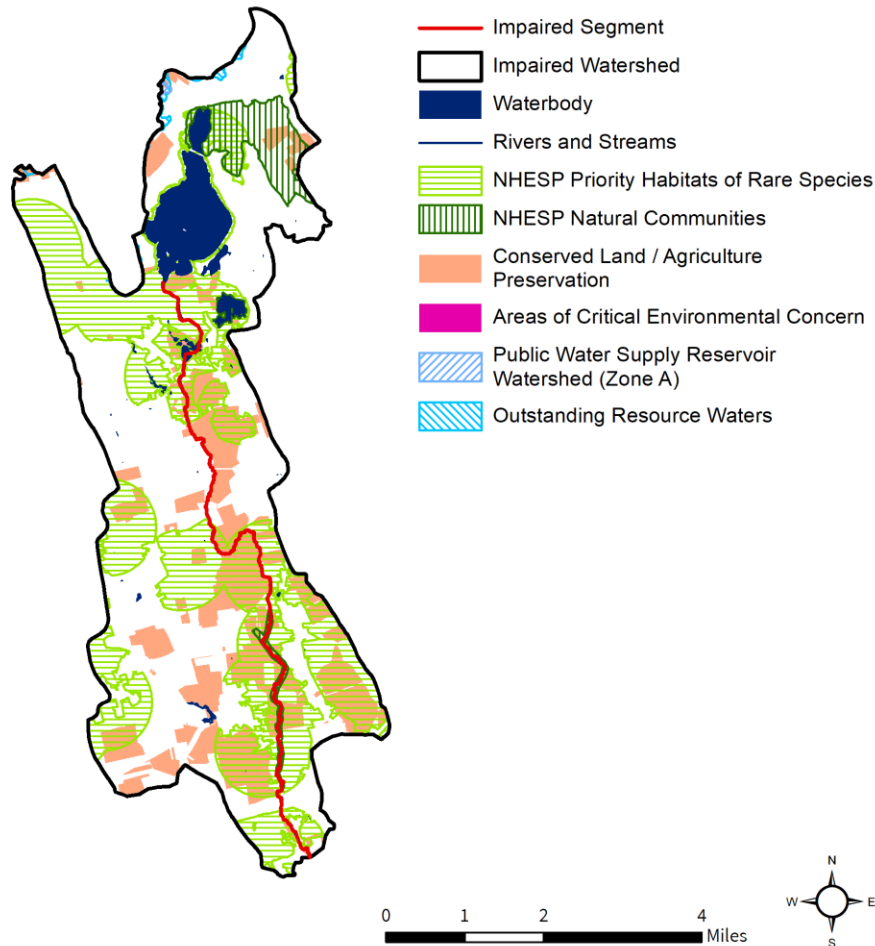 Impaired Segment
Impaired Watershed
Waterbody
Rivers and Streams
NHESP Priority Habitats of Rare Species
NHESP Natural Communities
Conserved Land / Agriculture
Preservation
Areas of Critical Environmental Concern
Public Water Supply Reservoir
Watershed (Zone A)
Outstanding Resource Waters
N
W E
S
0 1 2 4
Miles